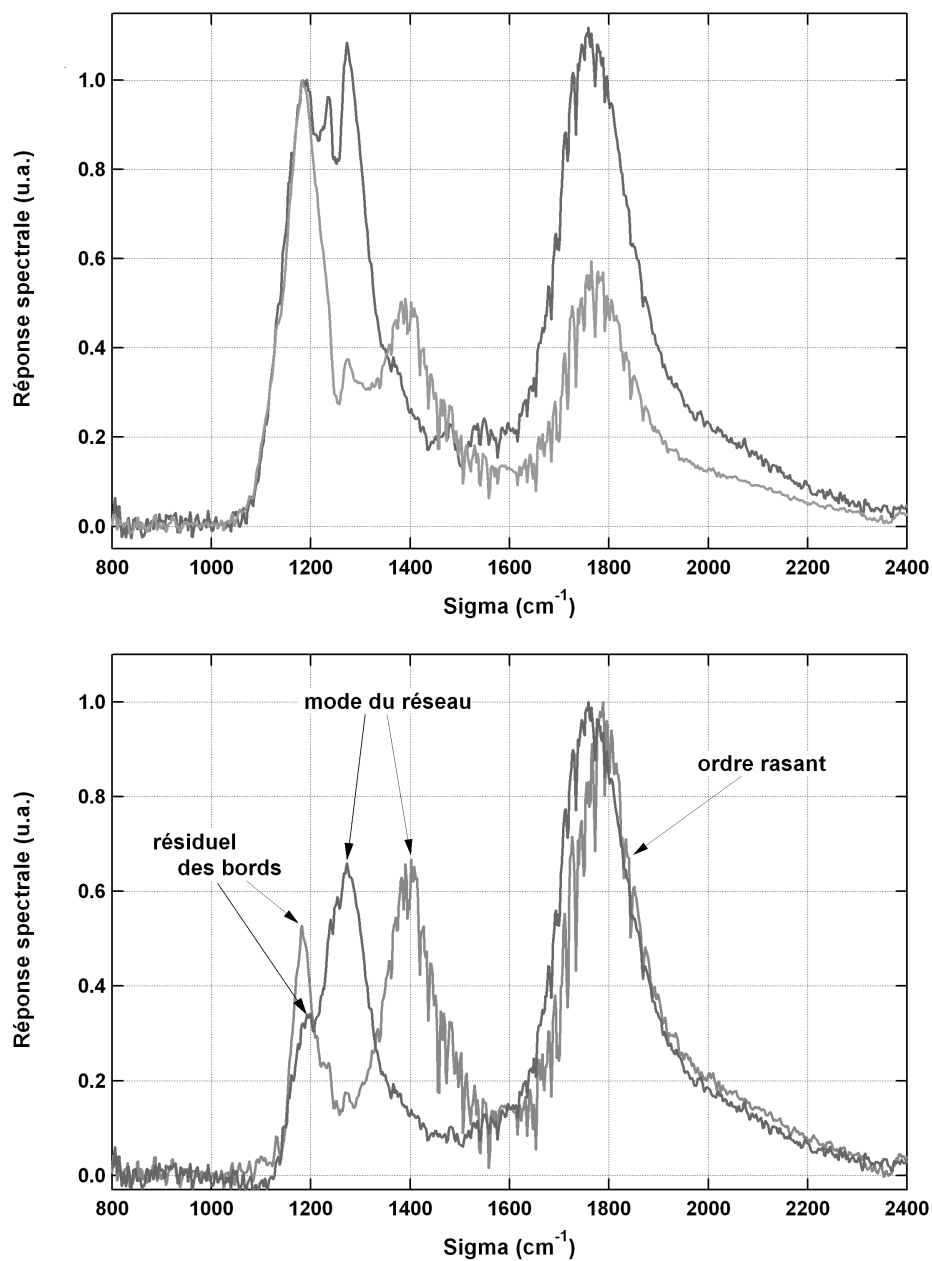 1.0
0.8
0.6
0.4
0.2
0.0
Réponse spectrale (u.a.)
800 1000 1200 1400 1600 1800 2000 2200 2400
Sigma (cm-1)
1.0
0.8
0.6
0.4
0.2
0.0
Réponse spectrale (u.a.)
mode du réseau
ordre rasant
résiduel
des bords
800 1000 1200 1400 1600 1800 2000 2200 2400
Sigma (cm-1)